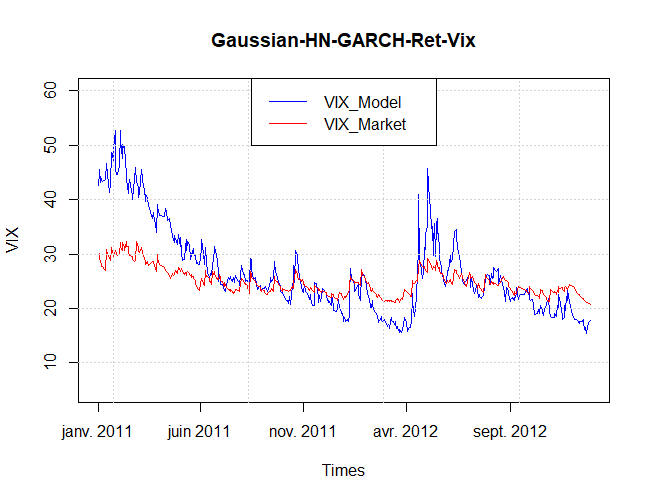 Gaussian-HN-GARCH-Ret-Vix
VIX_Model
VIX_Market
60
50
40
30
20
10
VIX
janv. 2011
juin 2011
nov. 2011
avr. 2012
sept. 2012
Times